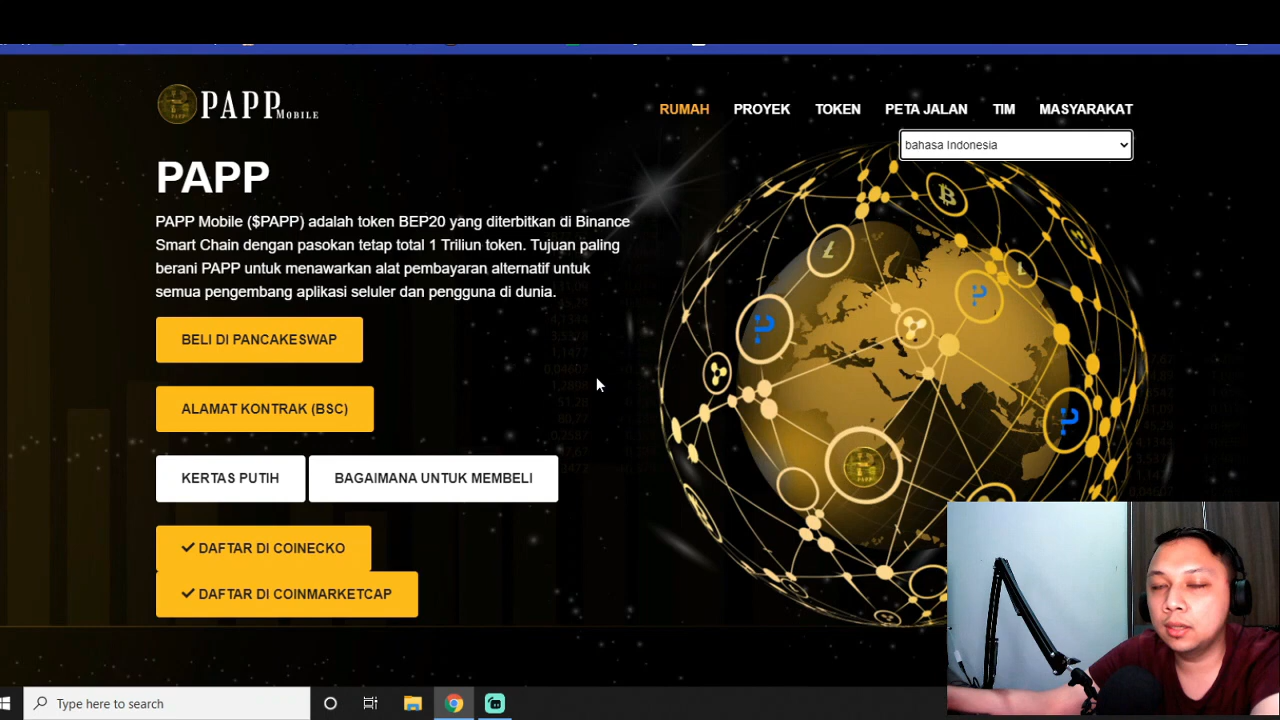 PAPP MOBILE
RUMAH PROYEK TOKEN PETA JALAN TIM MASYARAKAT
bahasa Indonesia
PAPP
PAPP Mobile ($PAPP) adalah token BEP20 yang diterbitkan di Binance
Smart Chain dengan pasokan tetap total 1 Triliun token. Tujuan paling
berani PAPP untuk menawarkan alat pembayaran alternatif untuk
semua pengembang aplikasi seluler dan pengguna di dunia.
BELI DI PANCAKESWAP
ALAMAT KONTRAK (BSC)
KERTAS PUTIH BAGAIMANA UNTUK MEMBELI
DAFTAR DI COINECKO
DAFTAR DI COINMARKETCAP
Type here to search